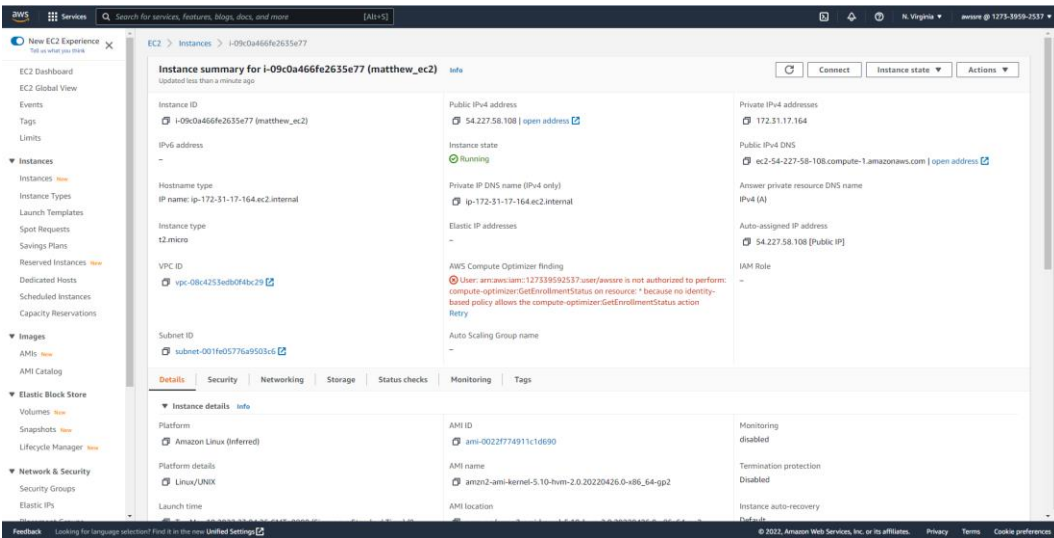 aws
Services
Search for services, features, blogs, docs, and more
[Alt+S]
N. Virginia
awssre @ 1273-3959-2537
New EC2 Experience
Tell us what you think
EC2 Dashboard
EC2 Global View
Events
Tags
Limits
Instances
Instances New
Instance Types
Launch Templates
Spot Requests
Savings Plans
Reserved Instances New
Dedicated Hosts
Scheduled Instances
Capacity Reservations
Images
AMIs New
AMI Catalog
Elastic Block Store
Volumes New
Snapshots New
Lifecycle Manager New
Network & Security
Security Groups
Elastic IPs
EC2 > Instances > i-09c0a466fe2635e77
Instance summary for i-09c0a466fe2635e77 (matthew_ec2) Info
Updated less than a minute ago
Connect
Instance state
Actions
Instance ID
i-09c0a466fe2635e77 (matthew_ec2)
Public IPv4 address
54.227.58.108 | open address
Private IPv4 addresses
172.31.17.164
IPv6 address
–
Instance state
Running
Public IPv4 DNS
ec2-54-227-58-108.compute-1.amazonaws.com | open address
Hostname type
IP name: ip-172-31-17-164.ec2.internal
Private IP DNS name (IPv4 only)
ip-172-31-17-164.ec2.internal
Answer private resource DNS name
IPv4 (A)
Instance type
t2.micro
Elastic IP addresses
–
Auto-assigned IP address
54.227.58.108 [Public IP]
VPC ID
vpc-08c4253edb0f4bc29
AWS Compute Optimizer finding
User: arn:aws:iam::127339592537:user/awssre is not authorized to perform:
compute-optimizer:GetEnrollmentStatus on resource: * because no identity-
based policy allows the compute-optimizer:GetEnrollmentStatus action
Retry
IAM Role
–
Subnet ID
subnet-001fe05776a9503c6
Auto Scaling Group name
–
Details
Security
Networking
Storage
Status checks
Monitoring
Tags
Instance details Info
Platform
Amazon Linux (Inferred)
AMI ID
ami-0022f774911c1d690
Monitoring
disabled
Platform details
Linux/UNIX
AMI name
amzn2-ami-kernel-5.10-hvm-2.0.20220426.0-x86_64-gp2
Termination protection
Disabled
Launch time
AMI location
Instance auto-recovery
Default
Feedback
Looking for language selection? Find it in the new Unified Settings
© 2022, Amazon Web Services, Inc. or its affiliates.
Privacy
Terms
Cookie preferences